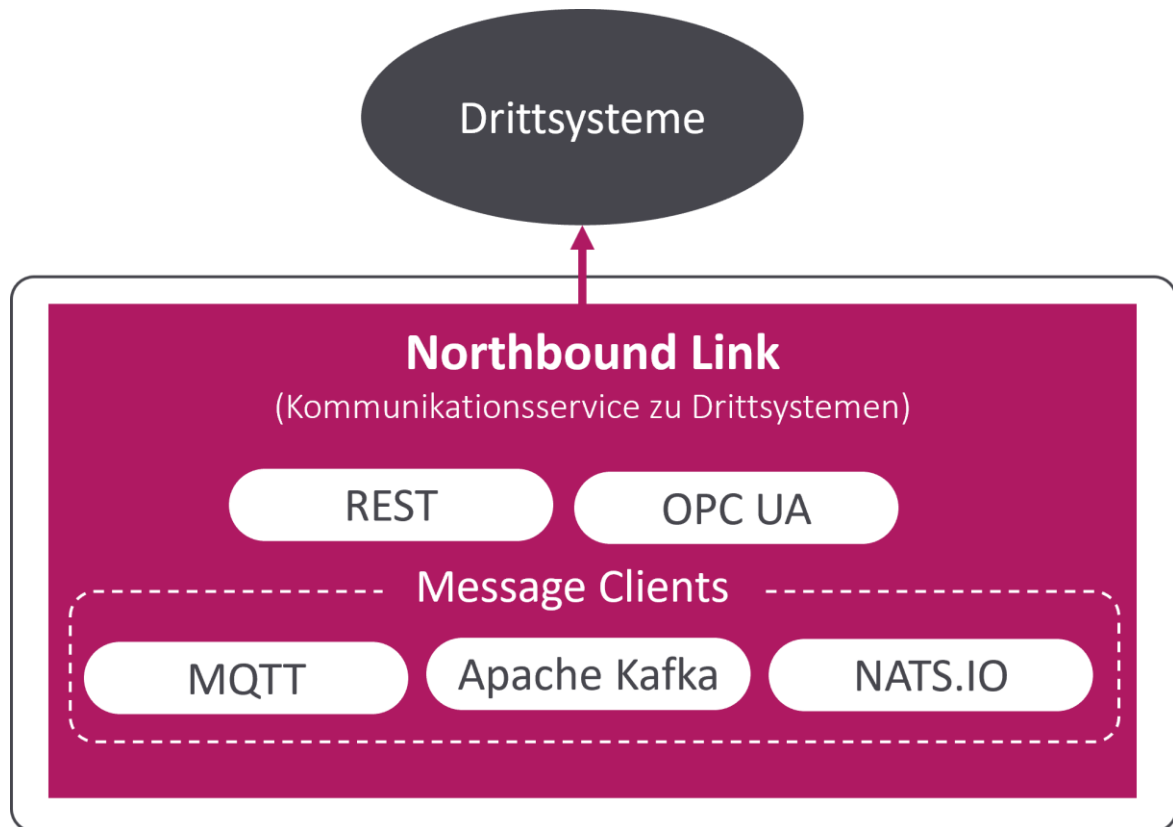 Drittsysteme
Northbound Link
(Kommunikationsservice zu Drittsystemen)
REST
OPC UA
Message Clients
MQTT
Apache Kafka
NATS.IO